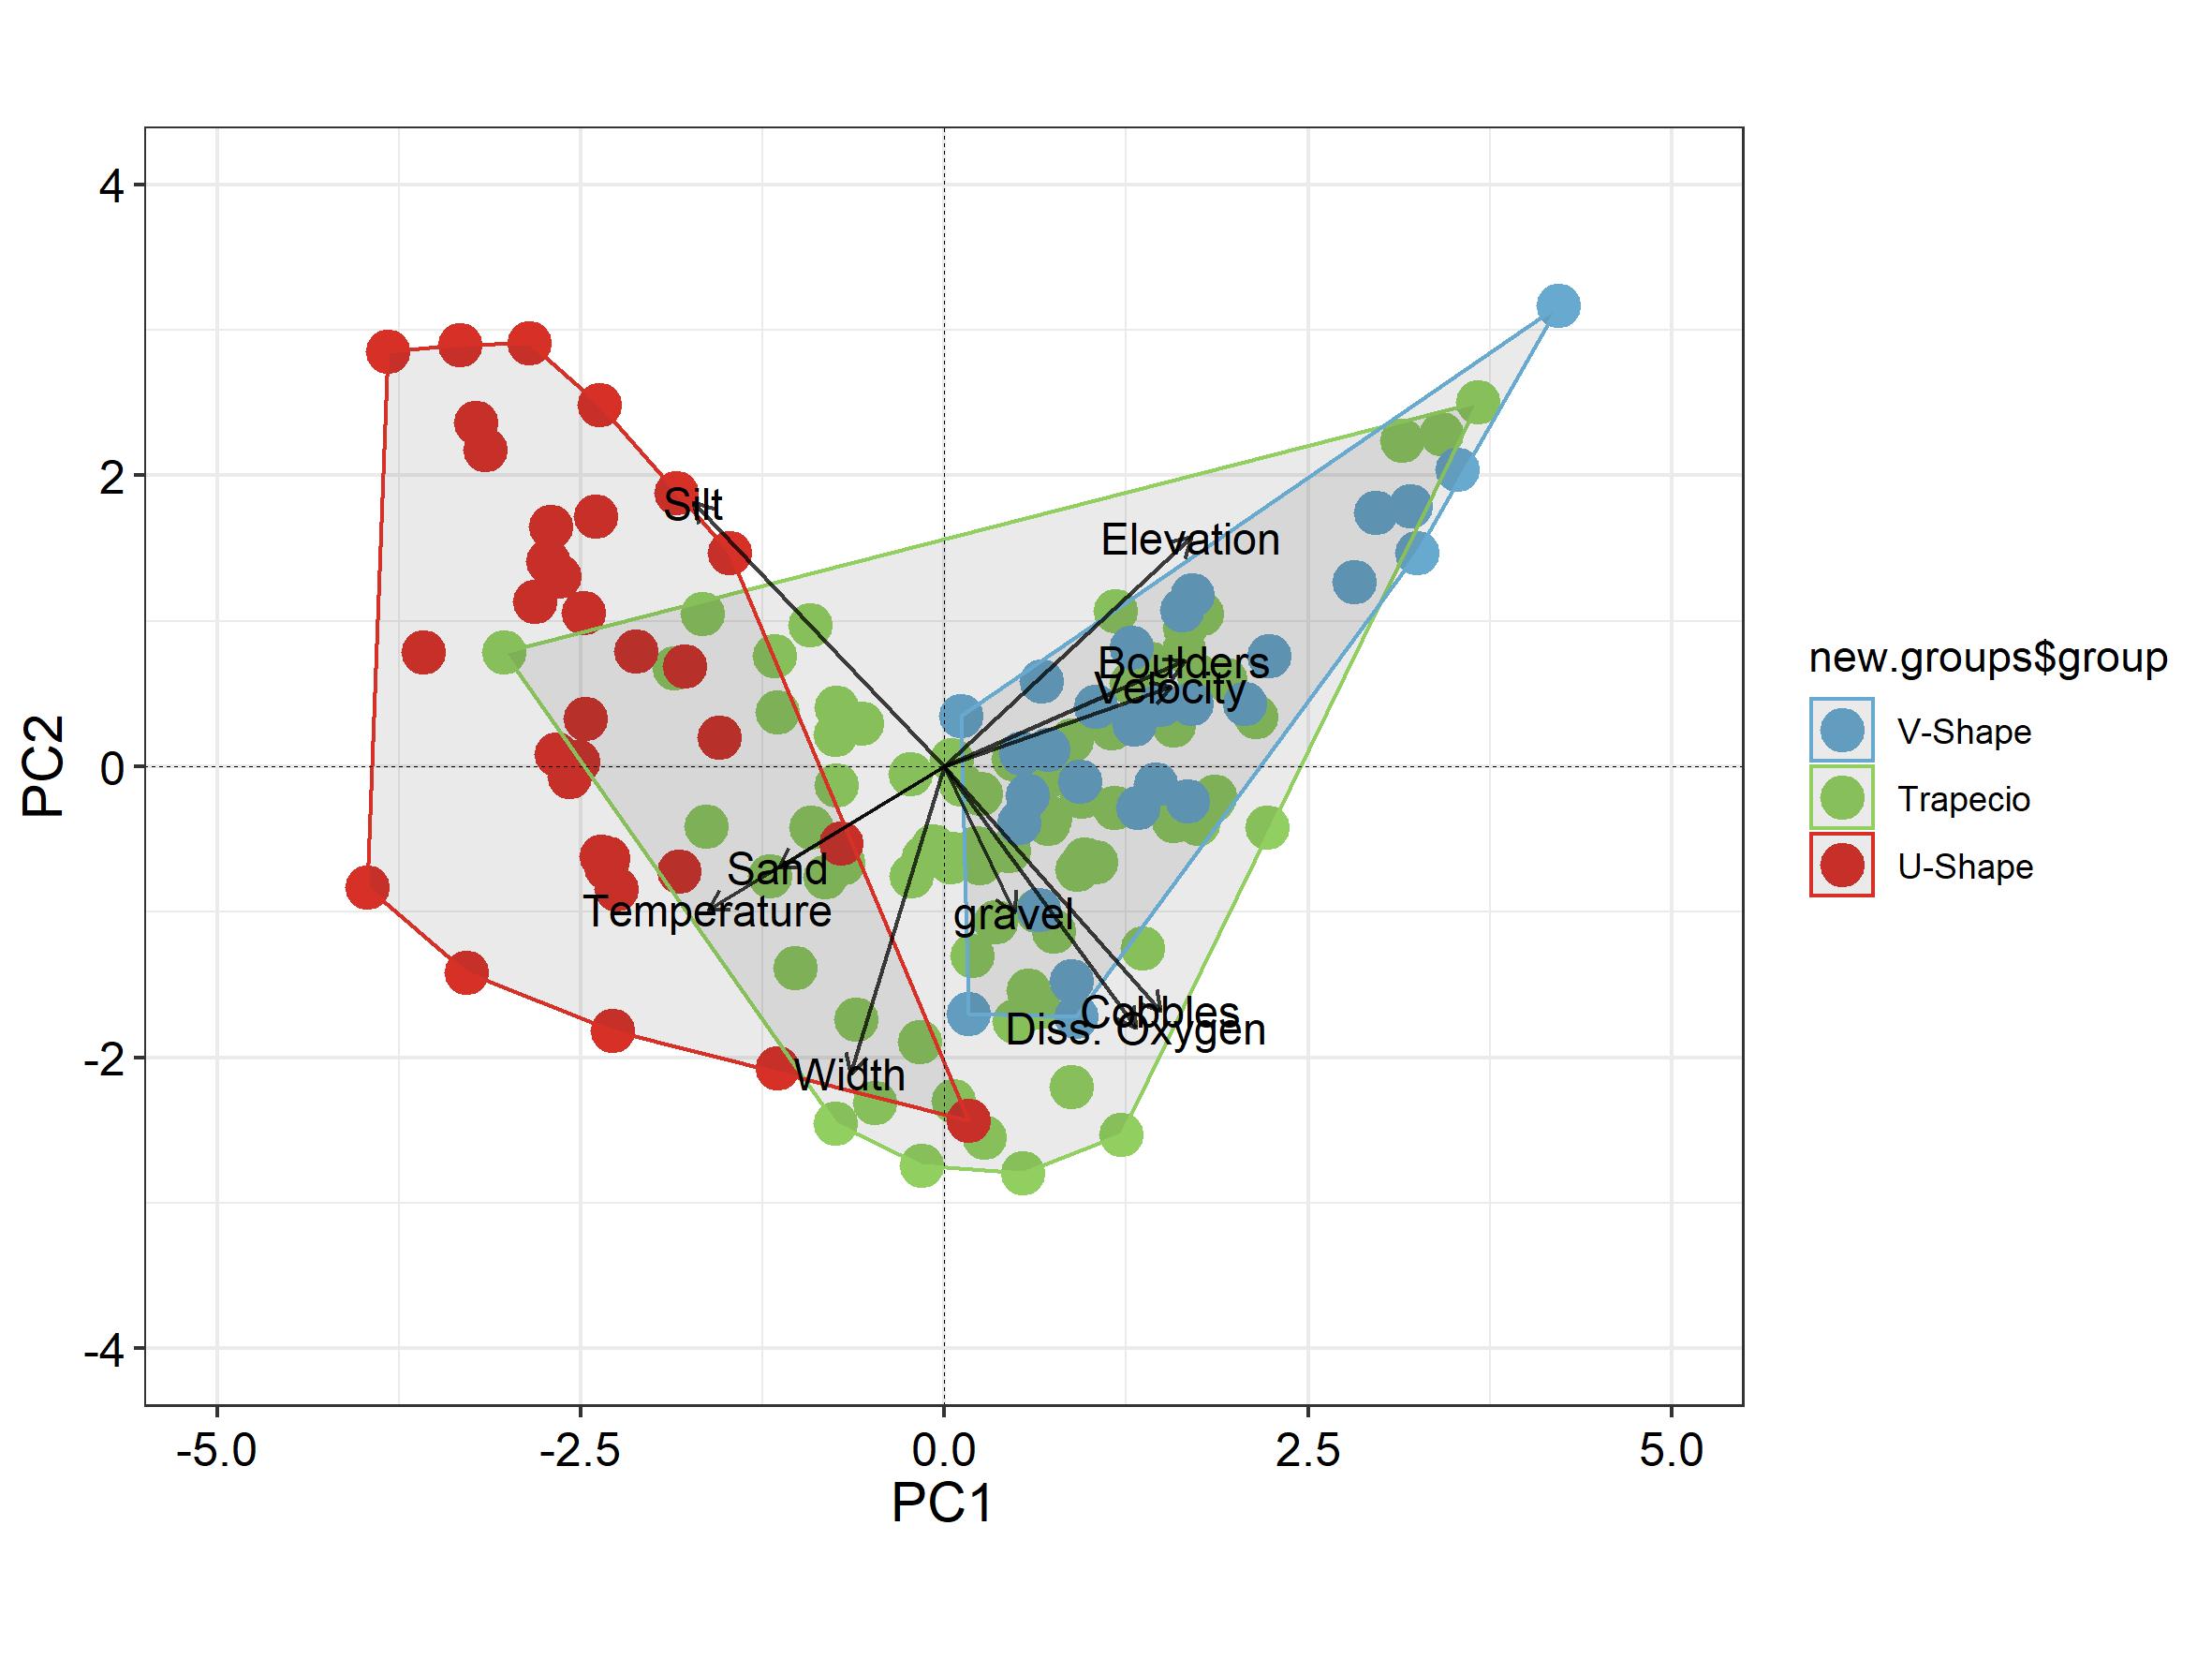 4
2
0
-2
-4
PC2
Silt
Elevation
Boulders
Velocity
Sand
Temperature
gravel
Cobbles
Diss. Oxygen
Width
-5.0
-2.5
0.0
2.5
5.0
PC1
new.groups$group
V-Shape
Trapecio
U-Shape